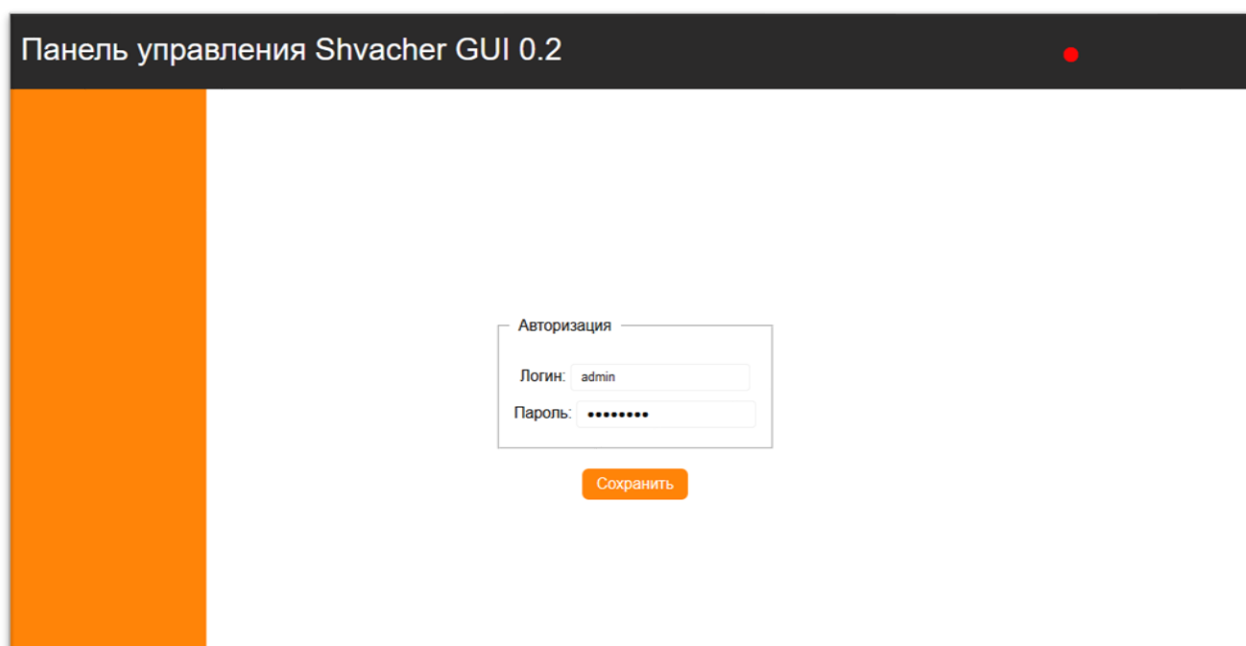 Панель управления Shvacher GUI 0.2
Авторизация
Логин: admin
Пароль: ••••••••
Сохранить